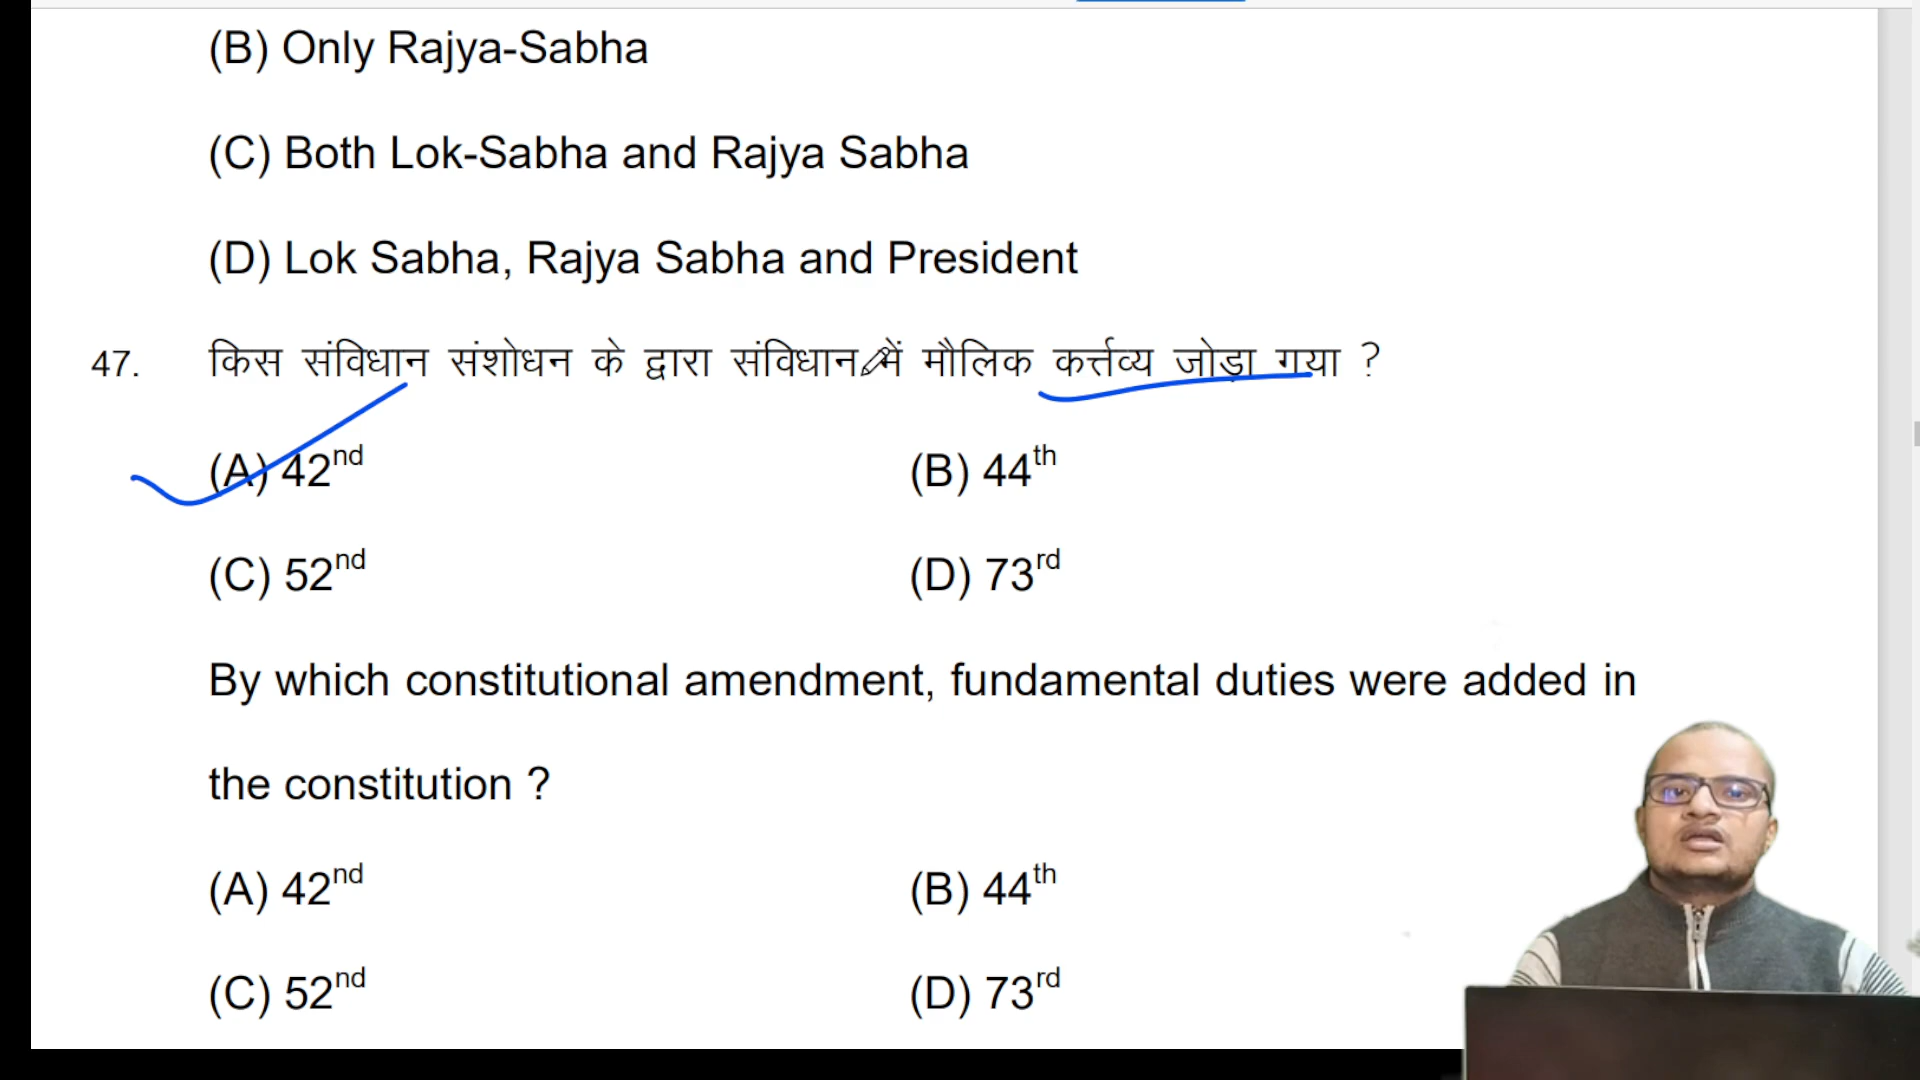 (B) Only Rajya-Sabha
(C) Both Lok-Sabha and Rajya Sabha
(D) Lok Sabha, Rajya Sabha and President
47. किस संविधान संशोधन के द्वारा संविधान में मौलिक कर्त्तव्य जोड़ा गया ?
(A) 42nd (B) 44th
(C) 52nd (D) 73rd
By which constitutional amendment, fundamental duties were added in
the constitution ?
(A) 42nd (B) 44th
(C) 52nd (D) 73rd